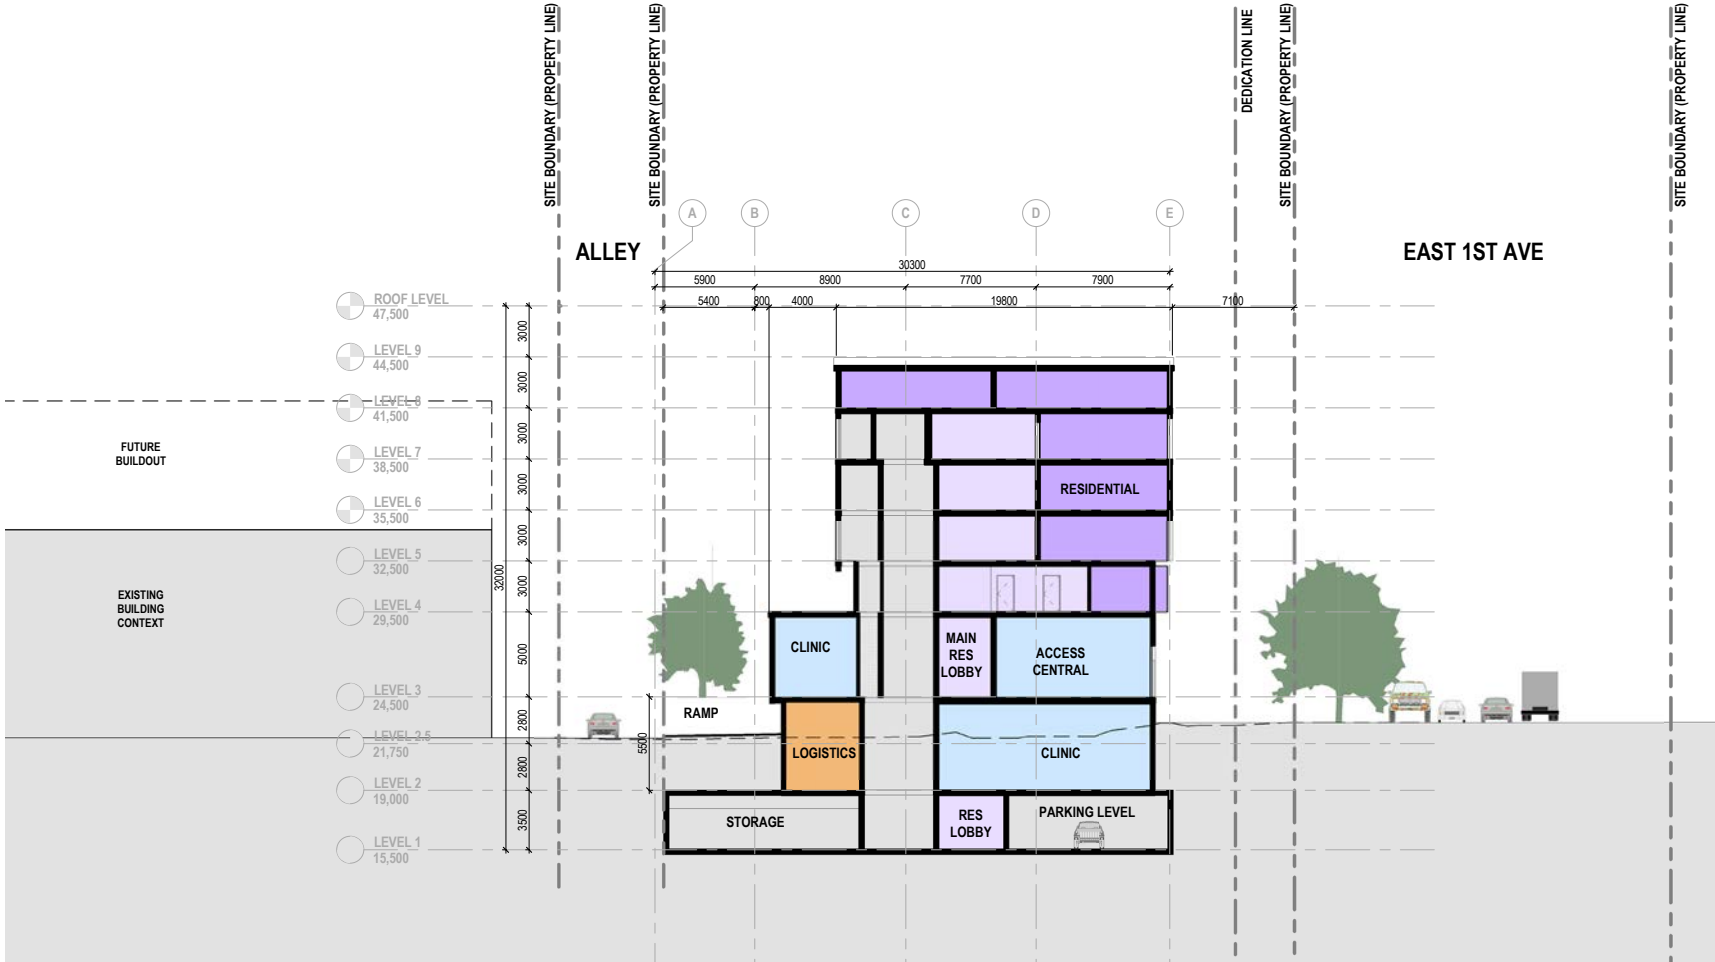 SITE BOUNDARY (PROPERTY LINE)
SITE BOUNDARY (PROPERTY LINE)
DEDICATION LINE
SITE BOUNDARY (PROPERTY LINE)
SITE BOUNDARY (PROPERTY LINE)
A
B
C
D
E
ALLEY
EAST 1ST AVE
30300
5900
8900
7700
7900
5400
800
4000
19800
7100
ROOF LEVEL
47,500
3000
LEVEL 9
44,500
3000
LEVEL 8
41,500
3000
LEVEL 7
38,500
3000
LEVEL 6
35,500
3000
LEVEL 5
32,500
3000
LEVEL 4
29,500
5000
LEVEL 3
24,500
2800
LEVEL 2.5
21,750
2800
LEVEL 2
19,000
3500
LEVEL 1
15,500
32000
5500
FUTURE
BUILDOUT
EXISTING
BUILDING
CONTEXT
RESIDENTIAL
CLINIC
MAIN
RES
LOBBY
ACCESS
CENTRAL
RAMP
LOGISTICS
CLINIC
STORAGE
RES
LOBBY
PARKING LEVEL